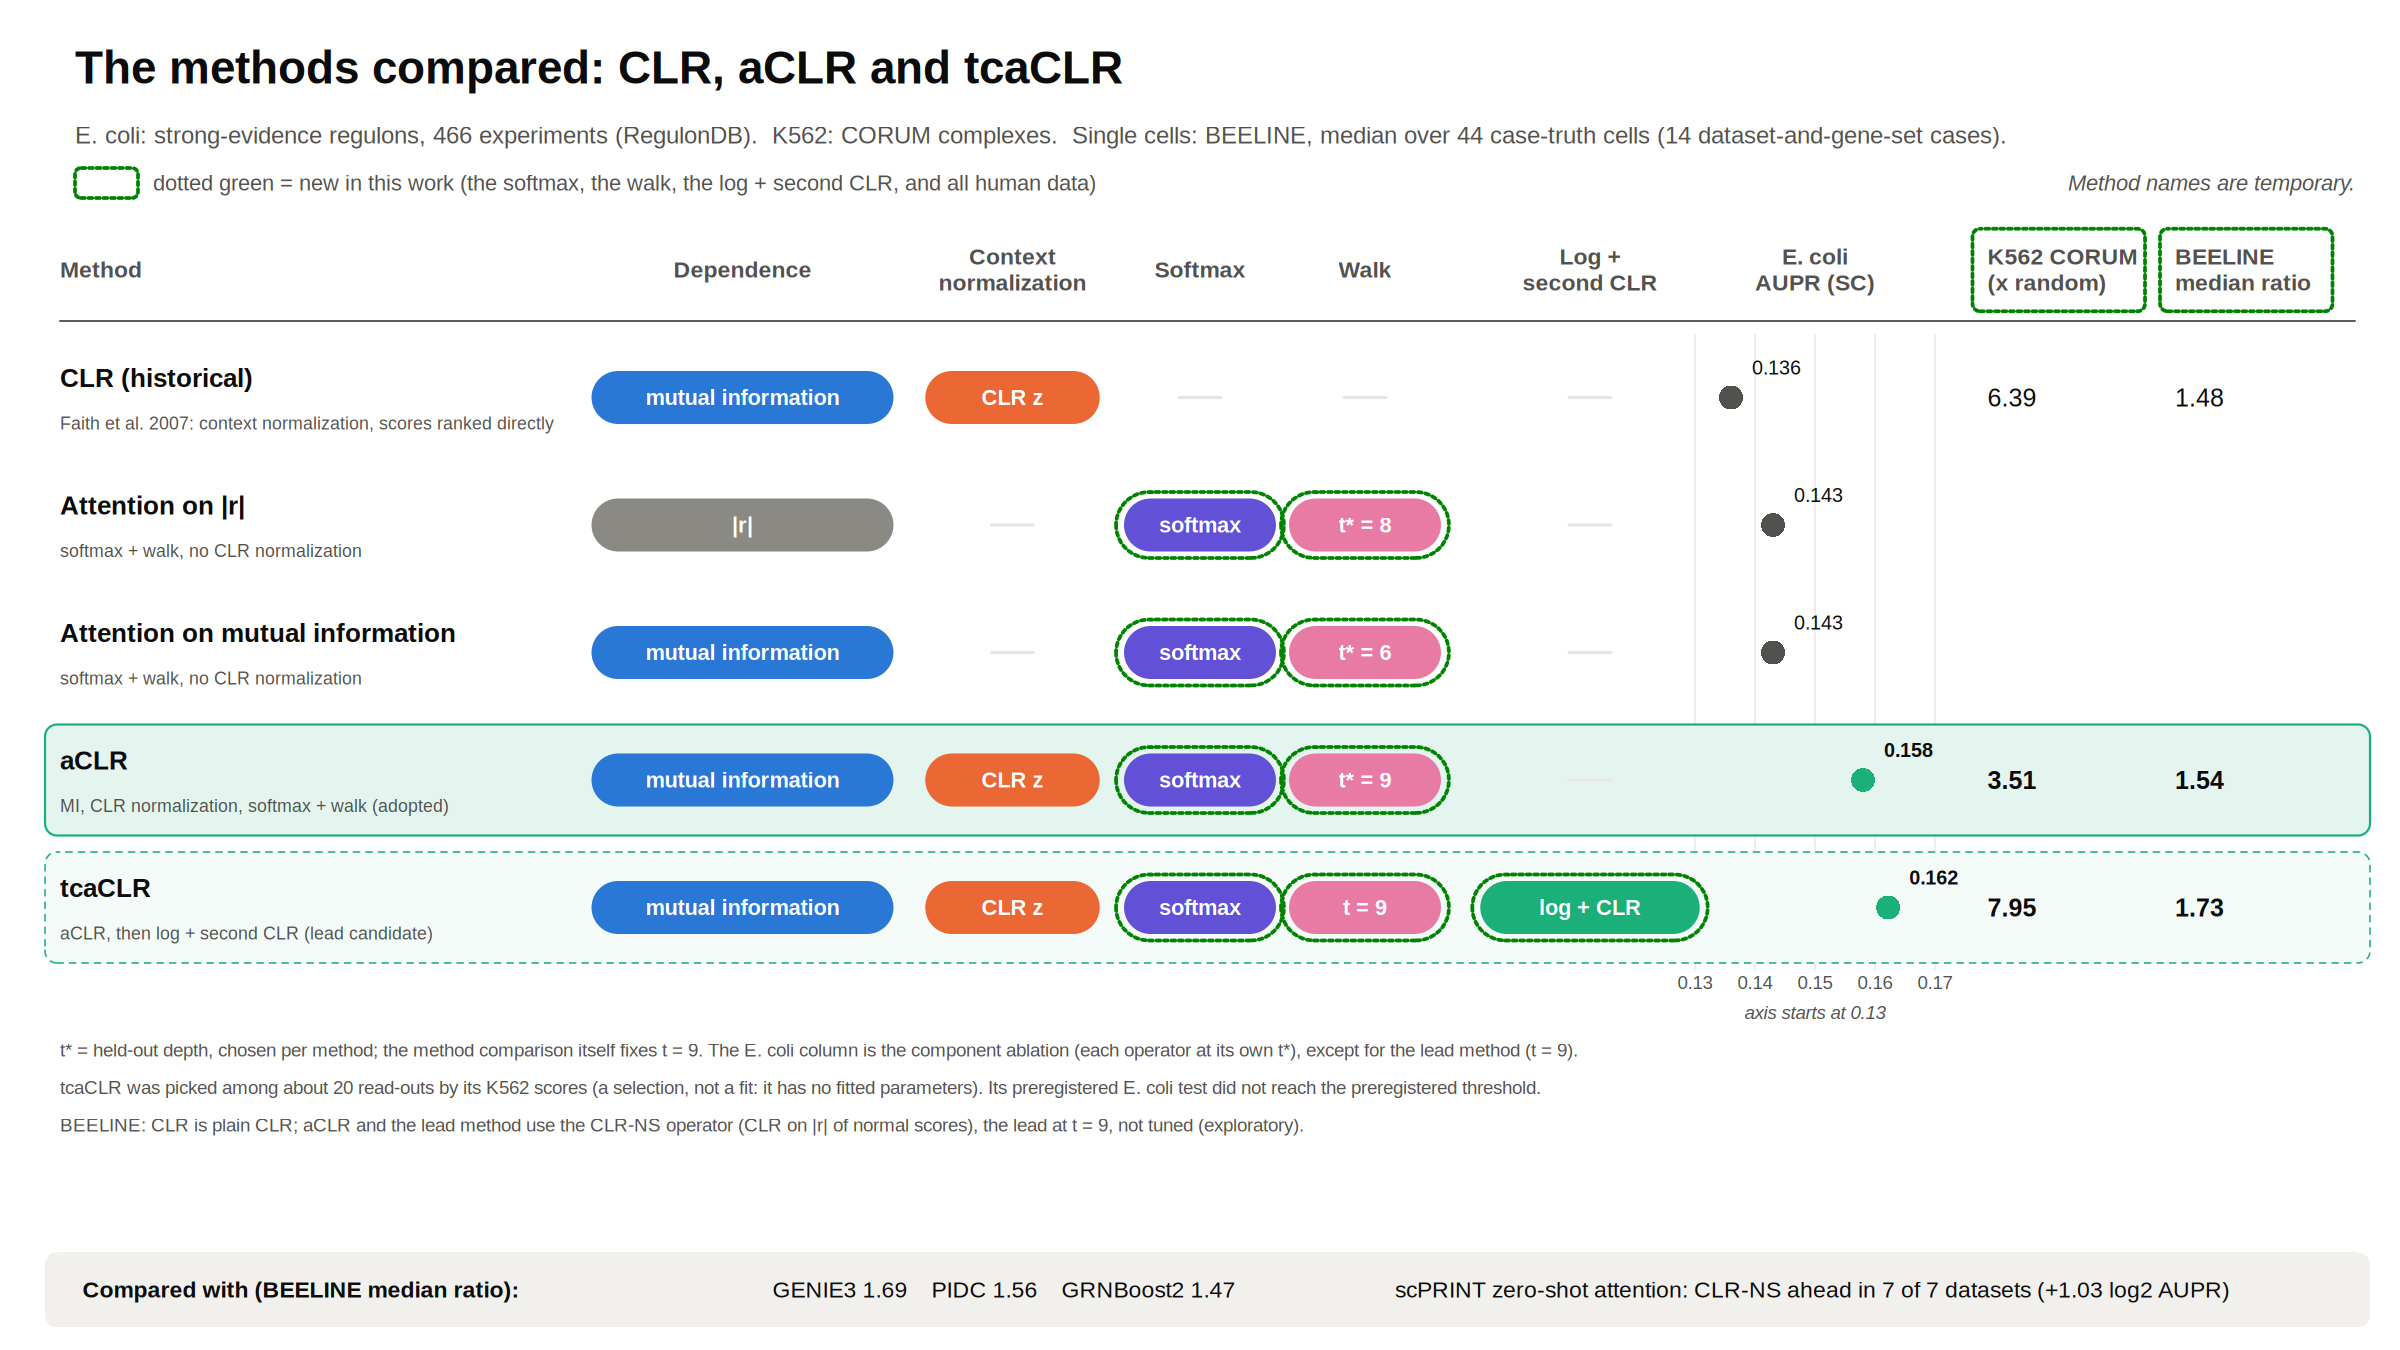 The methods compared: CLR, aCLR and tcaCLR
E. coli: strong-evidence regulons, 466 experiments (RegulonDB).  K562: CORUM complexes.  Single cells: BEELINE, median over 44 case-truth cells (14 dataset-and-gene-set cases).
dotted green = new in this work (the softmax, the walk, the log + second CLR, and all human data)
Method names are temporary.
Method
Dependence
Context
normalization
Softmax
Walk
Log +
second CLR
E. coli
AUPR (SC)
K562 CORUM
(x random)
BEELINE
median ratio
CLR (historical)
Faith et al. 2007: context normalization, scores ranked directly
mutual information
CLR z
0.136
6.39
1.48
Attention on |r|
softmax + walk, no CLR normalization
|r|
softmax
t* = 8
0.143
Attention on mutual information
softmax + walk, no CLR normalization
mutual information
softmax
t* = 6
0.143
aCLR
MI, CLR normalization, softmax + walk (adopted)
mutual information
CLR z
softmax
t* = 9
0.158
3.51
1.54
tcaCLR
aCLR, then log + second CLR (lead candidate)
mutual information
CLR z
softmax
t = 9
log + CLR
0.162
7.95
1.73
0.13 0.14 0.15 0.16 0.17
axis starts at 0.13
t* = held-out depth, chosen per method; the method comparison itself fixes t = 9. The E. coli column is the component ablation (each operator at its own t*), except for the lead method (t = 9).
tcaCLR was picked among about 20 read-outs by its K562 scores (a selection, not a fit: it has no fitted parameters). Its preregistered E. coli test did not reach the preregistered threshold.
BEELINE: CLR is plain CLR; aCLR and the lead method use the CLR-NS operator (CLR on |r| of normal scores), the lead at t = 9, not tuned (exploratory).
Compared with (BEELINE median ratio):
GENIE3 1.69    PIDC 1.56    GRNBoost2 1.47
scPRINT zero-shot attention: CLR-NS ahead in 7 of 7 datasets (+1.03 log2 AUPR)